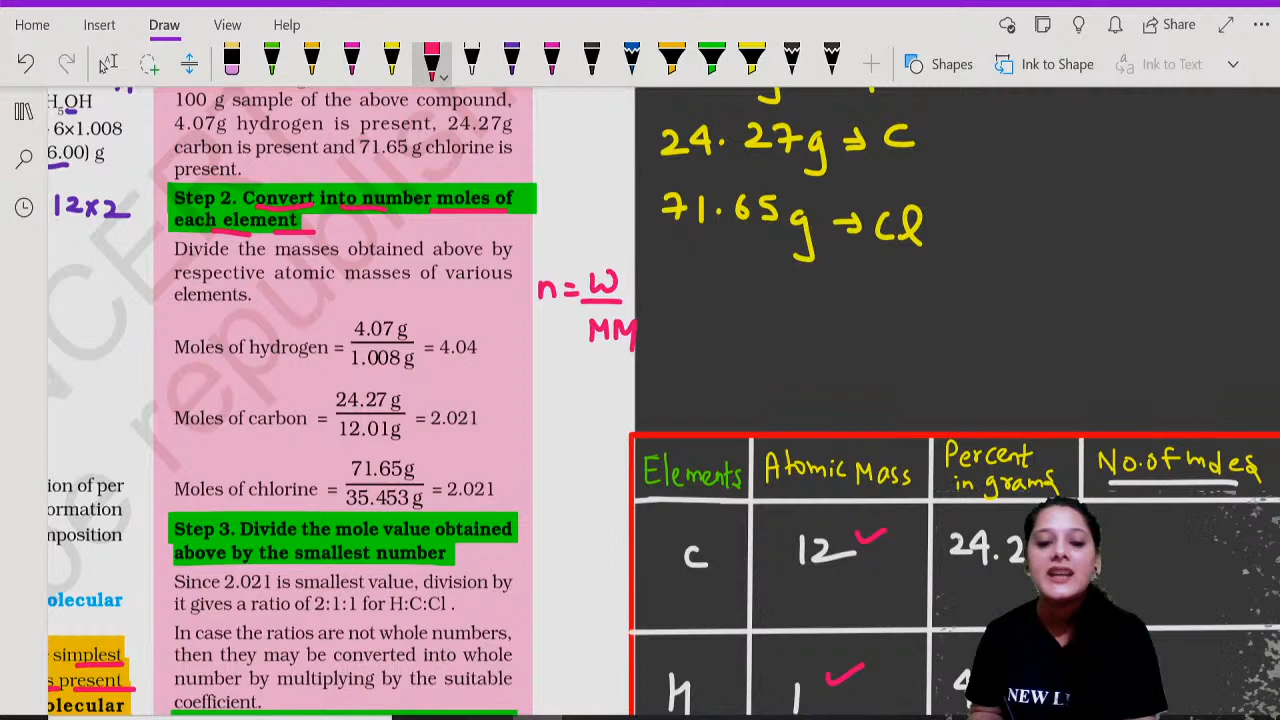 Home Insert Draw View Help Share
Shapes Ink to Shape Ink to Text
OH
6×1.008
6.00) g
12×2
ion of per
ormation
mposition
olecular
simplest
s present
olecular
100 g sample of the above compound,
4.07g hydrogen is present, 24.27g
carbon is present and 71.65 g chlorine is
present.
Step 2. Convert into number moles of
each element
Divide the masses obtained above by
respective atomic masses of various
elements.
Moles of hydrogen = 4.07 g / 1.008 g = 4.04
Moles of carbon = 24.27 g / 12.01g = 2.021
Moles of chlorine = 71.65g / 35.453 g = 2.021
Step 3. Divide the mole value obtained
above by the smallest number
Since 2.021 is smallest value, division by
it gives a ratio of 2:1:1 for H:C:Cl .
In case the ratios are not whole numbers,
then they may be converted into whole
number by multiplying by the suitable
coefficient.
n = W / MM
24.27g → C
71.65g → Cl
Elements Atomic Mass Percent in grams No. of moles
C 12 24.2
H 1 4
NEW L